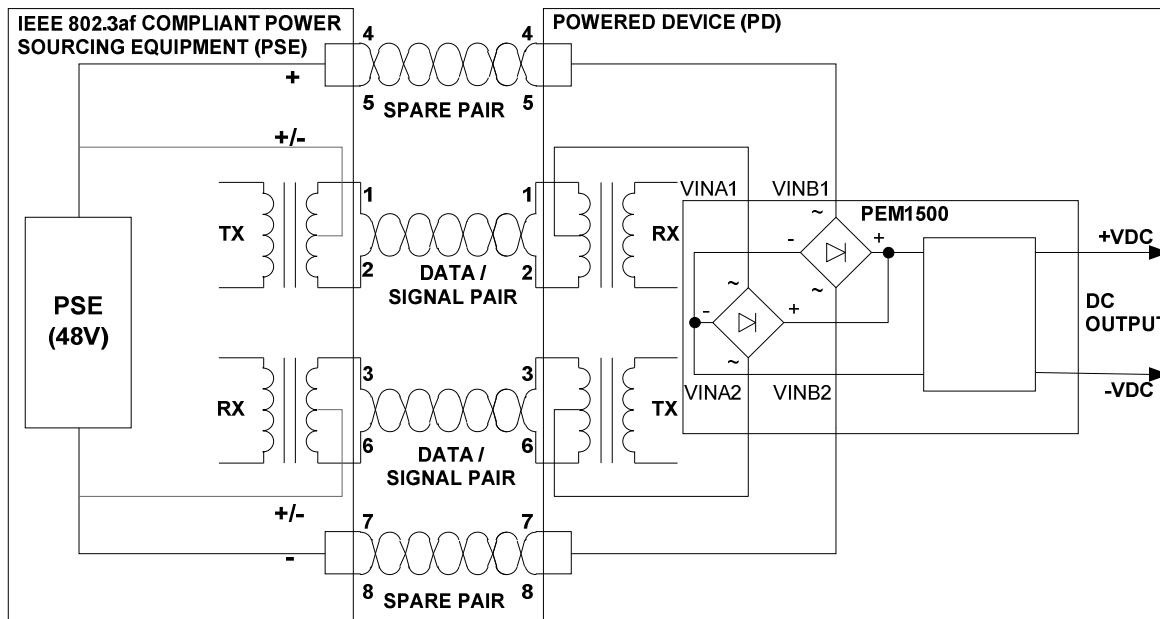 IEEE 802.3af COMPLIANT POWER
SOURCING EQUIPMENT (PSE)
POWERED DEVICE (PD)
4
4
+
5
5
SPARE PAIR
+/-
1
1
VINA1
VINB1
TX
RX
PEM1500
~
-
+
+VDC
2
2
DATA /
SIGNAL PAIR
~
~
-
+
PSE
(48V)
DC
OUTPUT
~
3
3
VINA2
VINB2
-VDC
RX
TX
6
6
DATA /
SIGNAL PAIR
+/-
7
7
-
8
8
SPARE PAIR